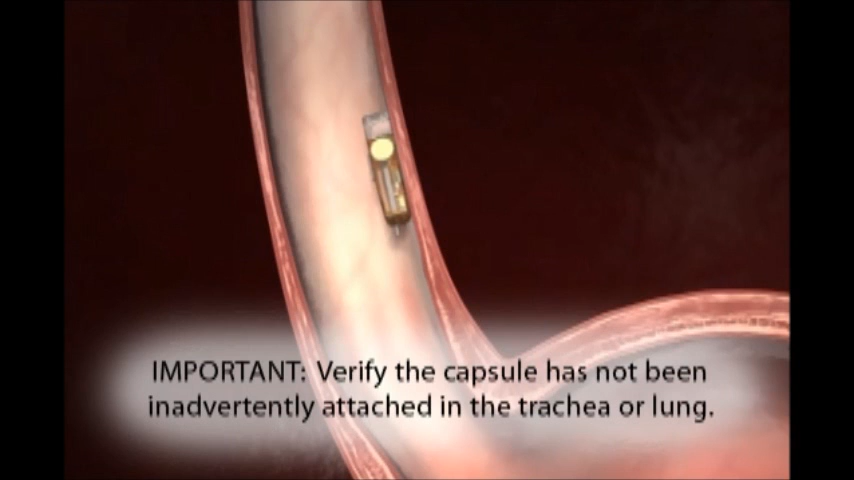 IMPORTANT: Verify the capsule has not been
inadvertently attached in the trachea or lung.